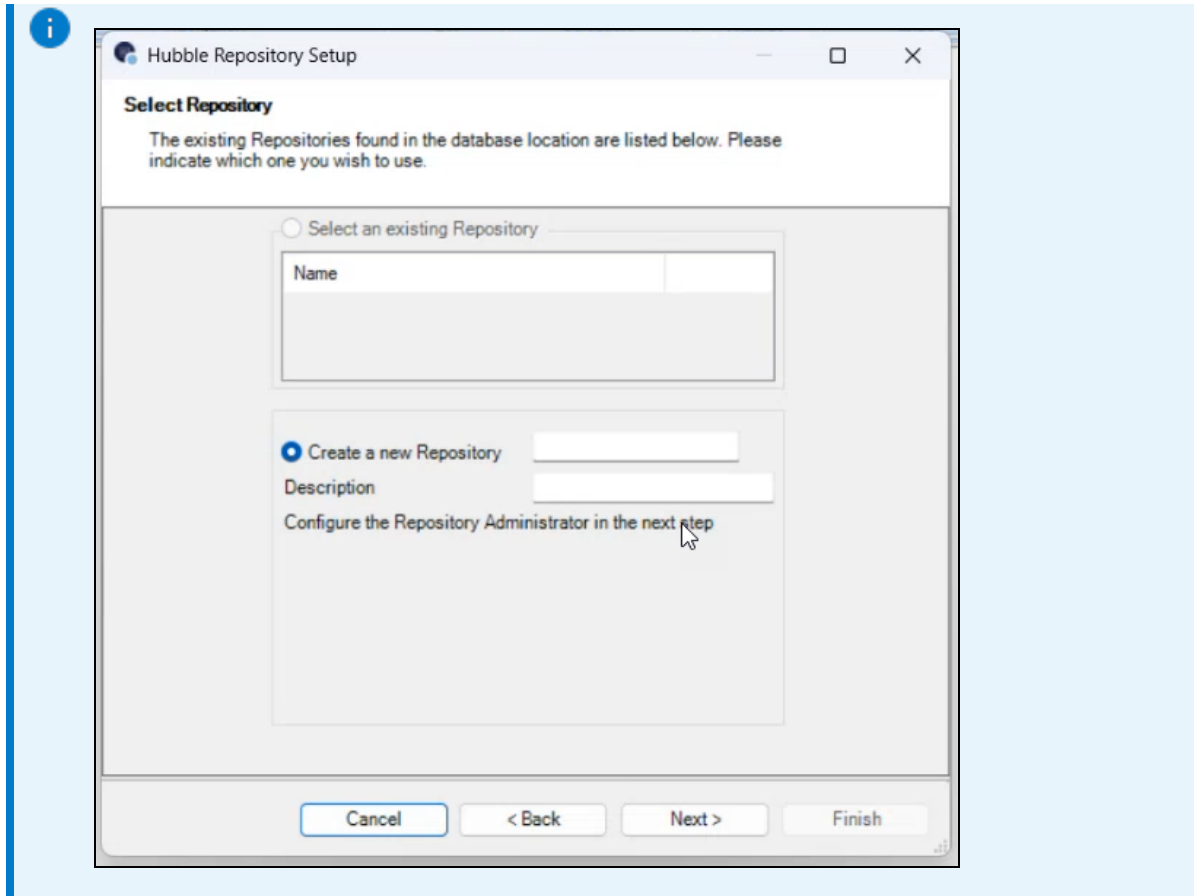 i
Hubble Repository Setup
Select Repository
The existing Repositories found in the database location are listed below. Please
indicate which one you wish to use.
Select an existing Repository
Name
Create a new Repository
Description
Configure the Repository Administrator in the next step
Cancel
< Back
Next >
Finish